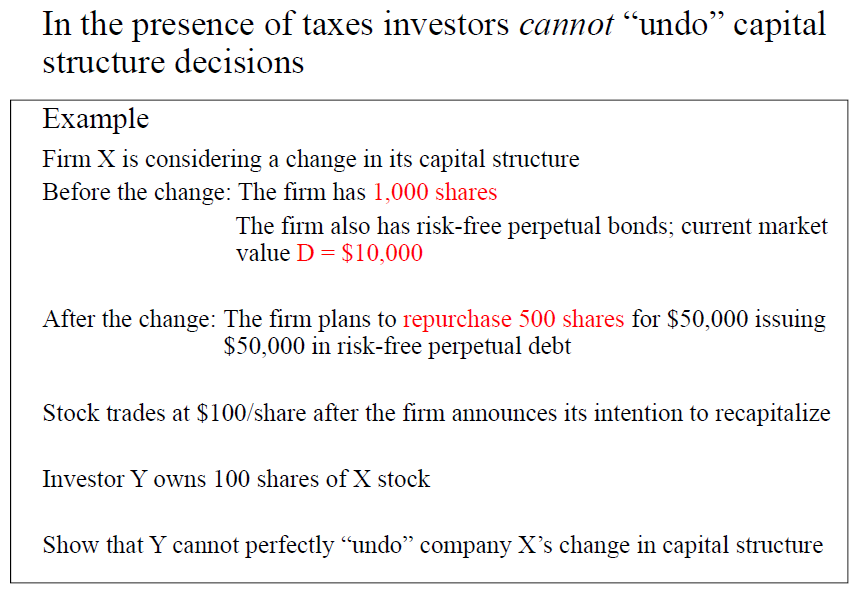 In the presence of taxes investors cannot “undo” capital
structure decisions
Example
Firm X is considering a change in its capital structure
Before the change: The firm has 1,000 shares
The firm also has risk-free perpetual bonds; current market
value D = $10,000
After the change: The firm plans to repurchase 500 shares for $50,000 issuing
$50,000 in risk-free perpetual debt
Stock trades at $100/share after the firm announces its intention to recapitalize
Investor Y owns 100 shares of X stock
Show that Y cannot perfectly “undo” company X’s change in capital structure